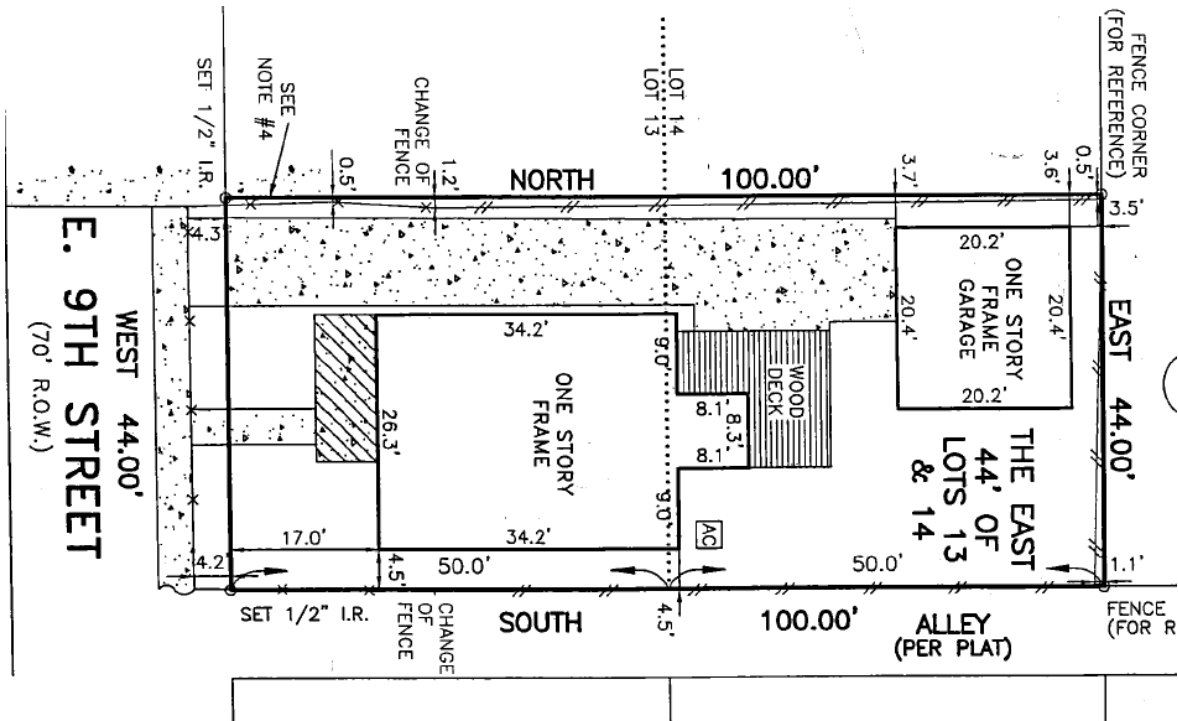 FENCE CORNER
(FOR REFERENCE)
SET 1/2" I.R.
SEE
NOTE #4
CHANGE OF
FENCE
LOT 14
LOT 13
0.5'
1.2'
3.7'
3.6'
0.5'
NORTH 100.00'
3.5'
4.3'
20.2'
ONE STORY
FRAME
GARAGE
20.4'
20.4'
20.2'
EAST 44.00'
E. 9TH STREET
(70' R.O.W.)
WEST 44.00'
34.2'
9.0'
WOOD
DECK
8.1'
8.3'
8.1'
26.3'
ONE STORY
FRAME
9.0'
AC
THE EAST
44' OF
LOTS 13
& 14
34.2'
17.0'
4.2'
4.5'
50.0'
50.0'
1.1'
SET 1/2" I.R.
CHANGE
OF
FENCE
SOUTH 100.00'
4.5'
ALLEY
(PER PLAT)
FENCE
(FOR R